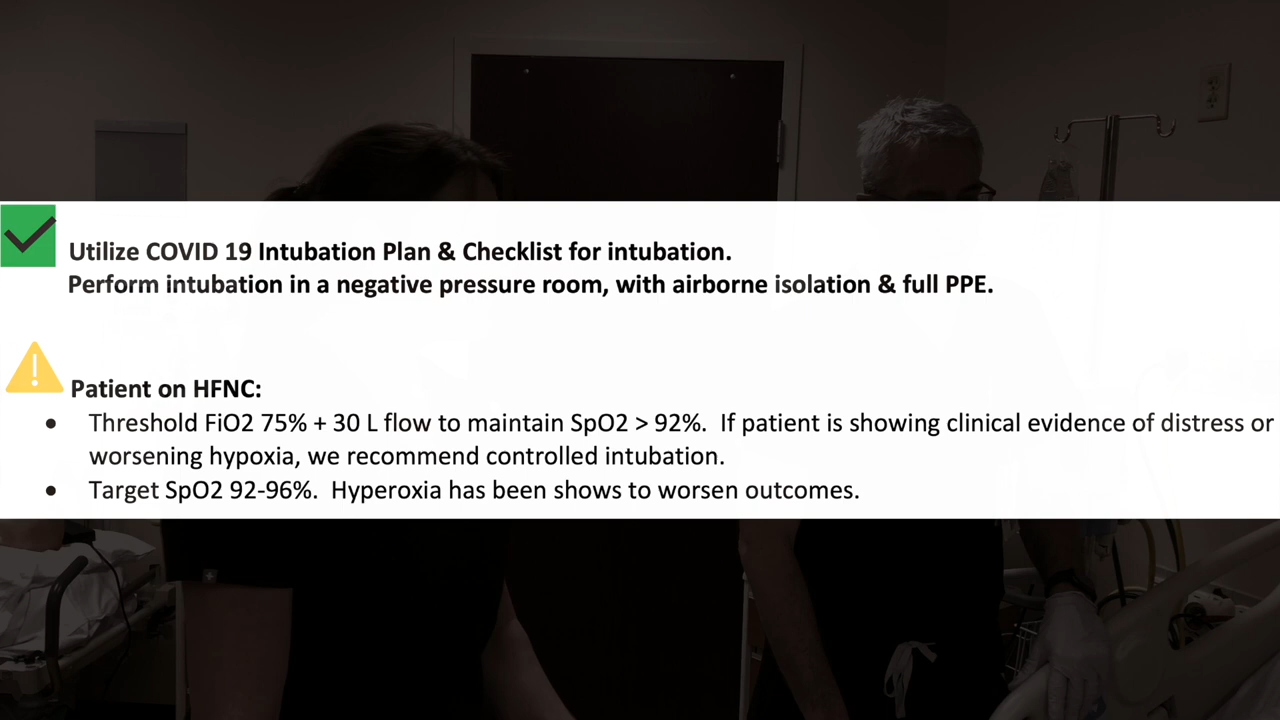 Utilize COVID 19 Intubation Plan & Checklist for intubation.
Perform intubation in a negative pressure room, with airborne isolation & full PPE.
Patient on HFNC:
• Threshold FiO2 75% + 30 L flow to maintain SpO2 > 92%.  If patient is showing clinical evidence of distress or
worsening hypoxia, we recommend controlled intubation.
• Target SpO2 92-96%.  Hyperoxia has been shows to worsen outcomes.